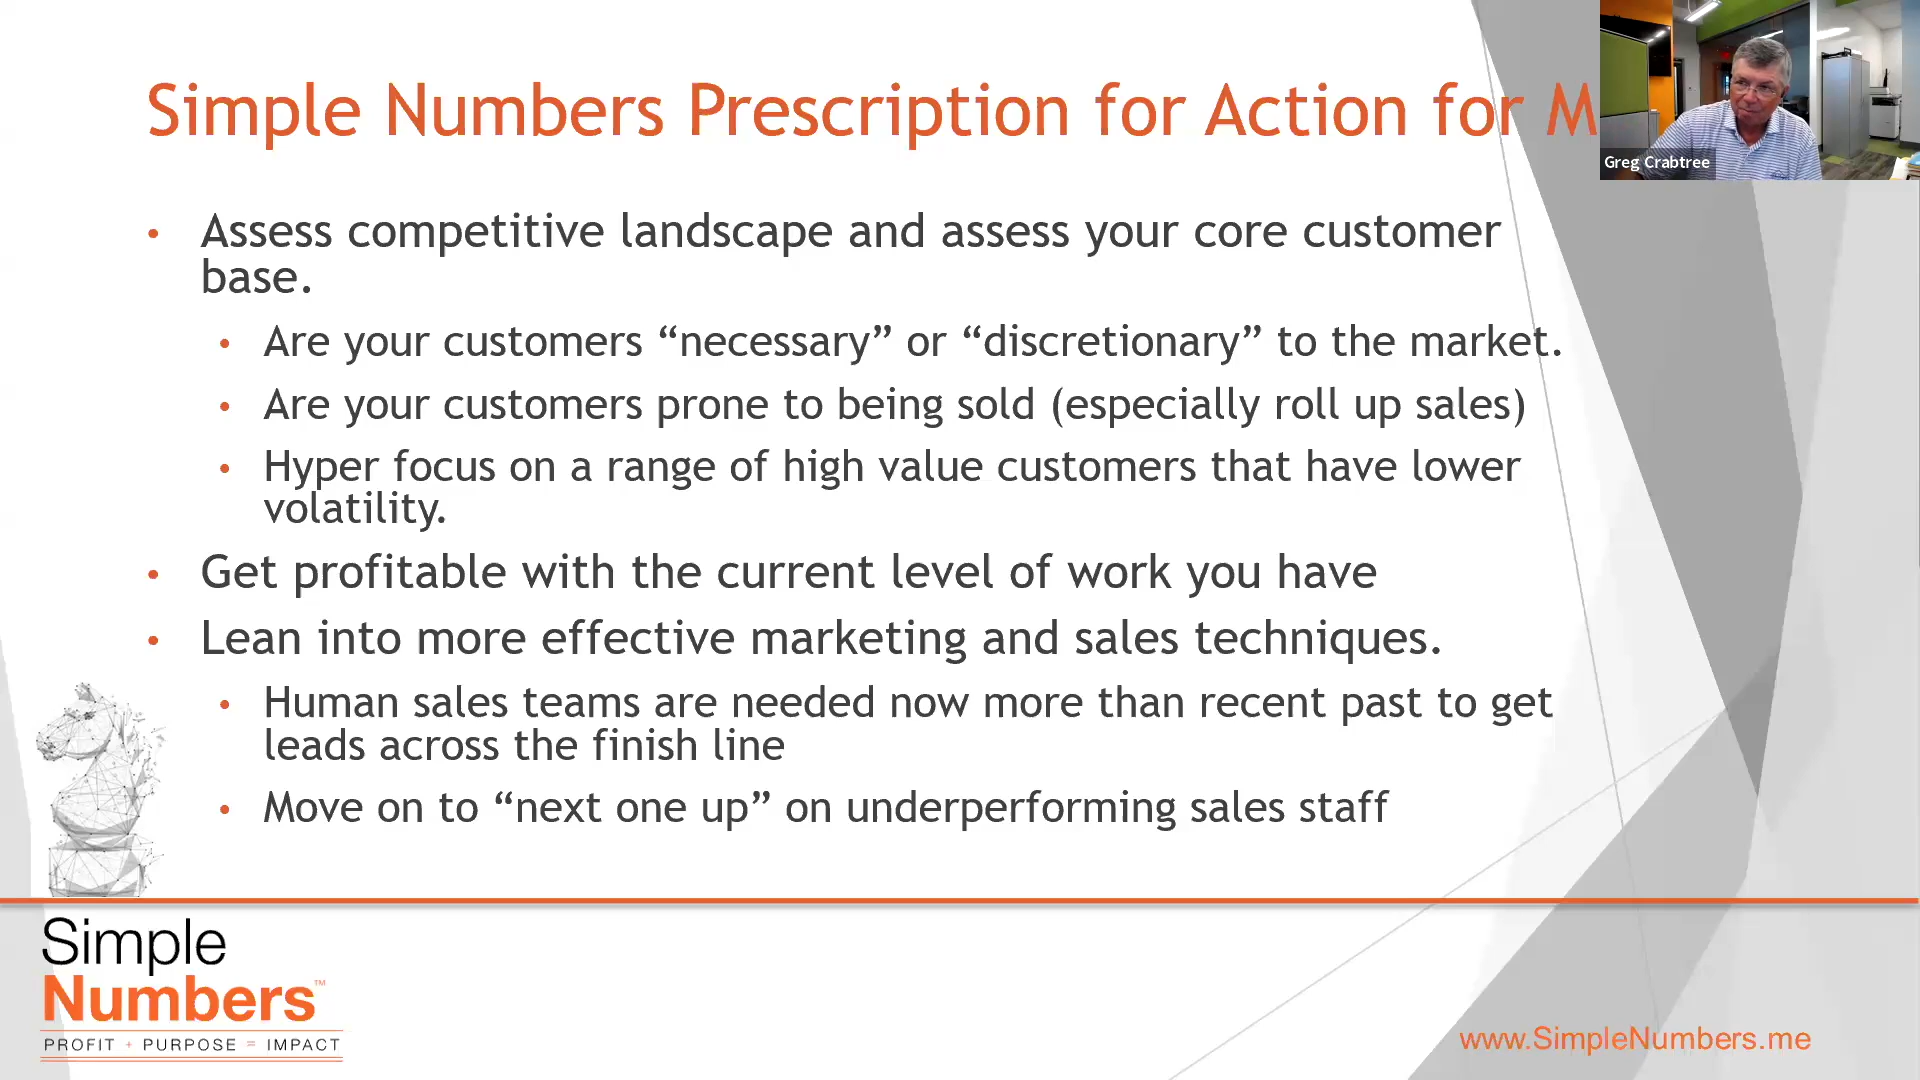 Simple Numbers Prescription for Action for M
Greg Crabtree
• Assess competitive landscape and assess your core customer
base.
• Are your customers “necessary” or “discretionary” to the market.
• Are your customers prone to being sold (especially roll up sales)
• Hyper focus on a range of high value customers that have lower
volatility.
• Get profitable with the current level of work you have
• Lean into more effective marketing and sales techniques.
• Human sales teams are needed now more than recent past to get
leads across the finish line
• Move on to “next one up” on underperforming sales staff
Simple
Numbers™
PROFIT + PURPOSE = IMPACT
www.SimpleNumbers.me